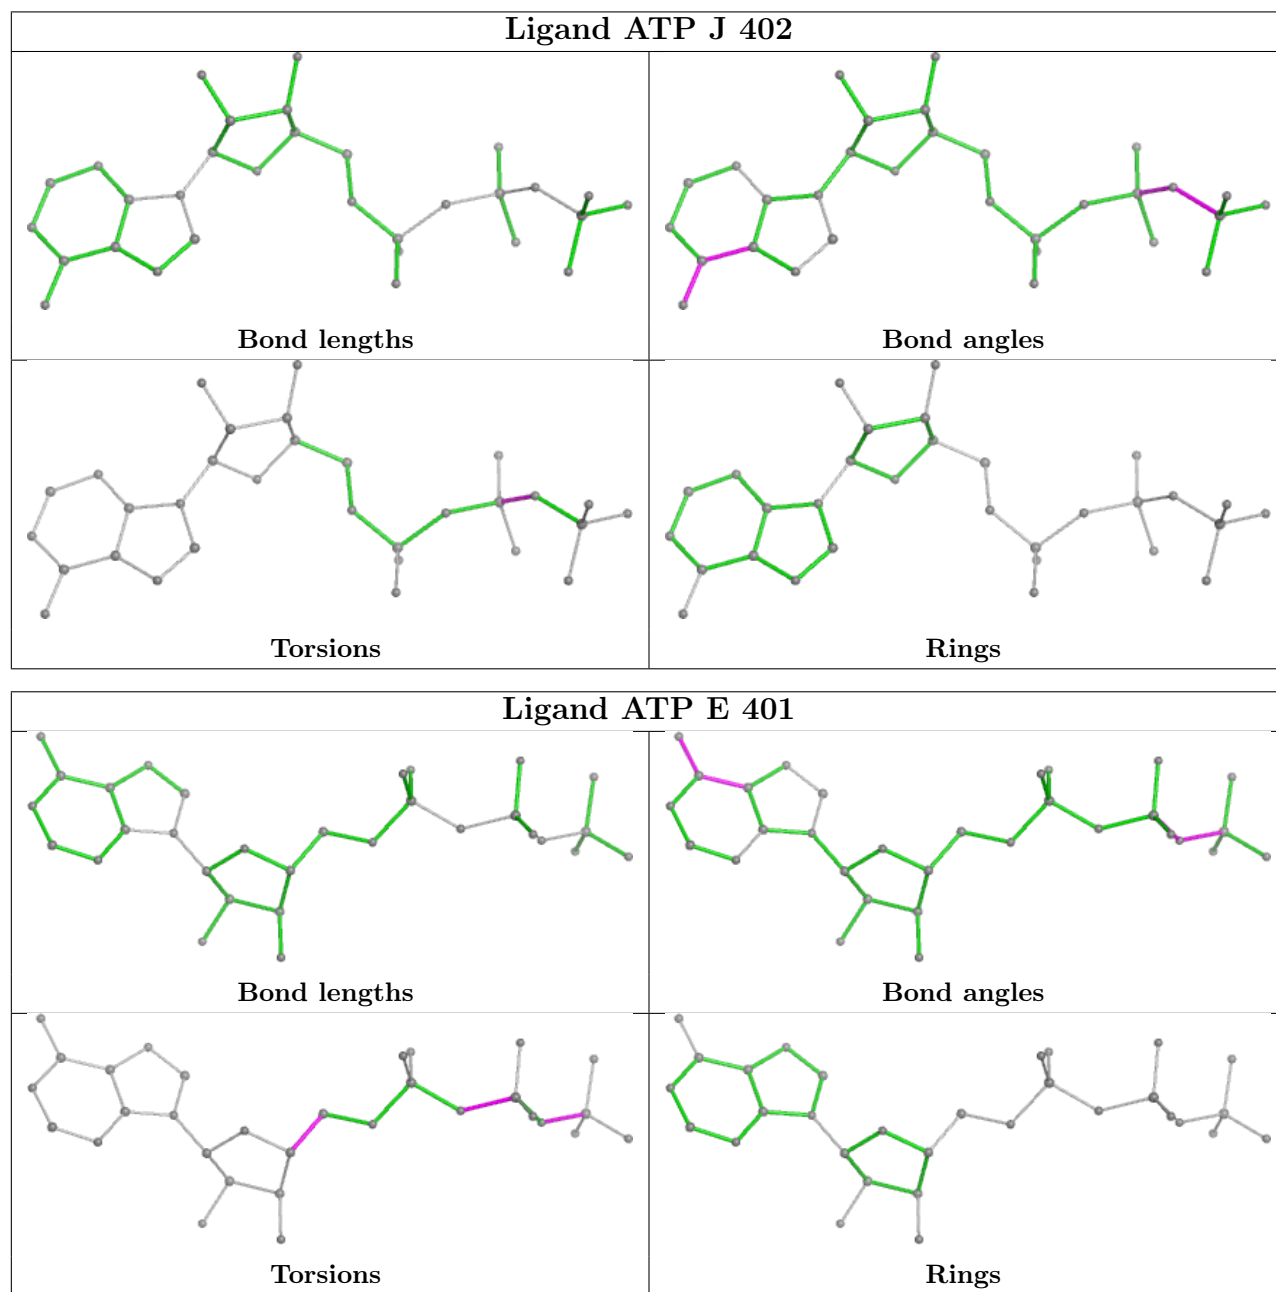 Ligand ATP J 402
Bond lengths
Bond angles
Torsions
Rings
Ligand ATP E 401
Bond lengths
Bond angles
Torsions
Rings